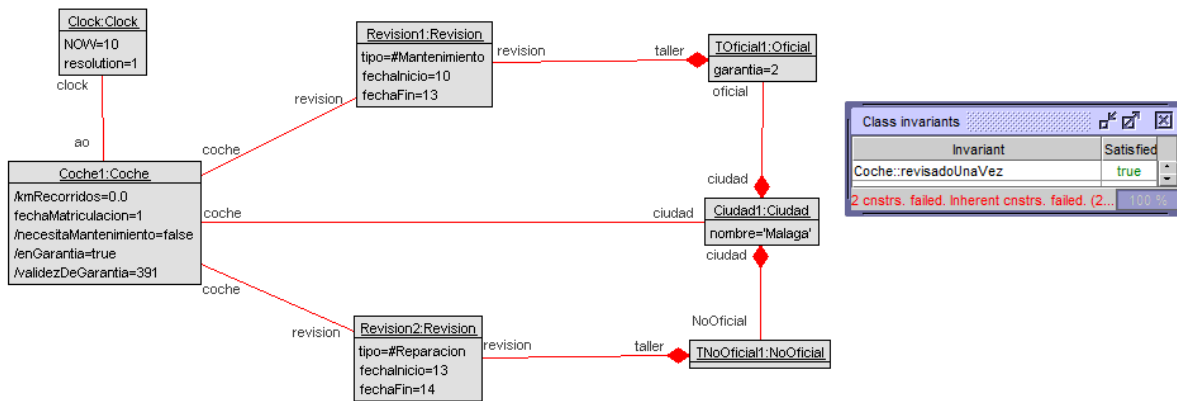 Clock:Clock
NOW=10
resolution=1
clock
ao
Revision1:Revision
tipo=#Mantenimiento
fechaInicio=10
fechaFin=13
revision
revision
taller
TOficial1:Oficial
garantia=2
oficial
coche
Coche1:Coche
/kmRecorridos=0.0
fechaMatriculacion=1
/necesitaMantenimiento=false
/enGarantia=true
/validezDeGarantia=391
coche
ciudad
ciudad
Ciudad1:Ciudad
nombre='Malaga'
ciudad
coche
revision
Revision2:Revision
tipo=#Reparacion
fechaInicio=13
fechaFin=14
revision
taller
NoOficial
TNoOficial1:NoOficial
Class invariants
Invariant Satisfied
Coche::revisadoUnaVez true
2 cnstrs. failed. Inherent cnstrs. failed. (2... 100 %